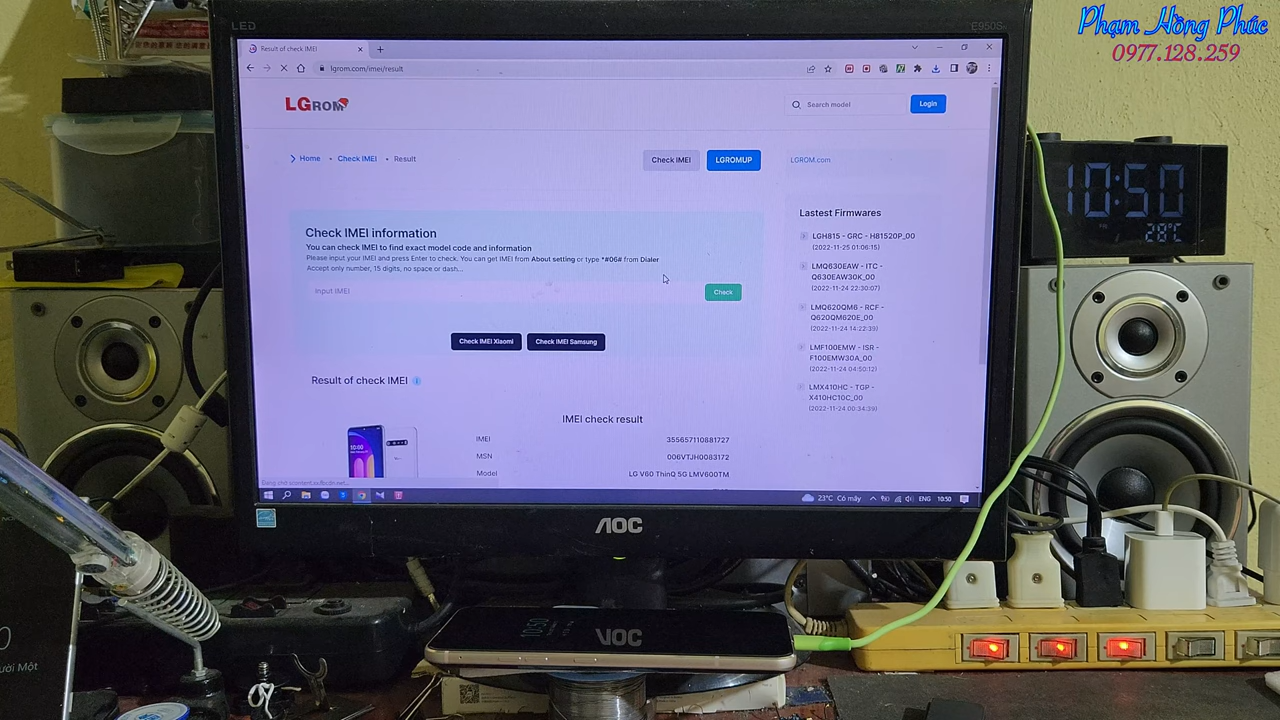 Phạm Hồng Phúc
0977.128.259
LED
E950S
Result of check IMEI
lgrom.com/imei/result
LGROM
Search model
Login
Home • Check IMEI • Result
Check IMEI
LGROMUP
LGROM.com
Check IMEI information
You can check IMEI to find exact model code and information
Please input your IMEI and press Enter to check. You can get IMEI from About setting or type *#06# from Dialer
Accept only number, 15 digits, no space or dash...
Input IMEI
Check
Check IMEI Xiaomi
Check IMEI Samsung
Result of check IMEI
IMEi check result
IMEI 355657110881727
MSN 006VTJH0083172
Model LG V60 ThinQ 5G LMV600TM
Lastest Firmwares
LGH815 - GRC - H81520P_00
(2022-11-25 01:06:15)
LMQ630EAW - ITC -
Q630EAW30K_00
(2022-11-24 22:30:07)
LMQ620QM6 - RCF -
Q620QM620E_00
(2022-11-24 14:22:39)
LMF100EMW - ISR -
F100EMW30A_00
(2022-11-24 04:50:12)
LMX410HC - TGP -
X410HC10C_00
(2022-11-24 00:34:39)
23°C Có mây
ENG
10:50
AOC
10:50
28°C
10:50
ười Một